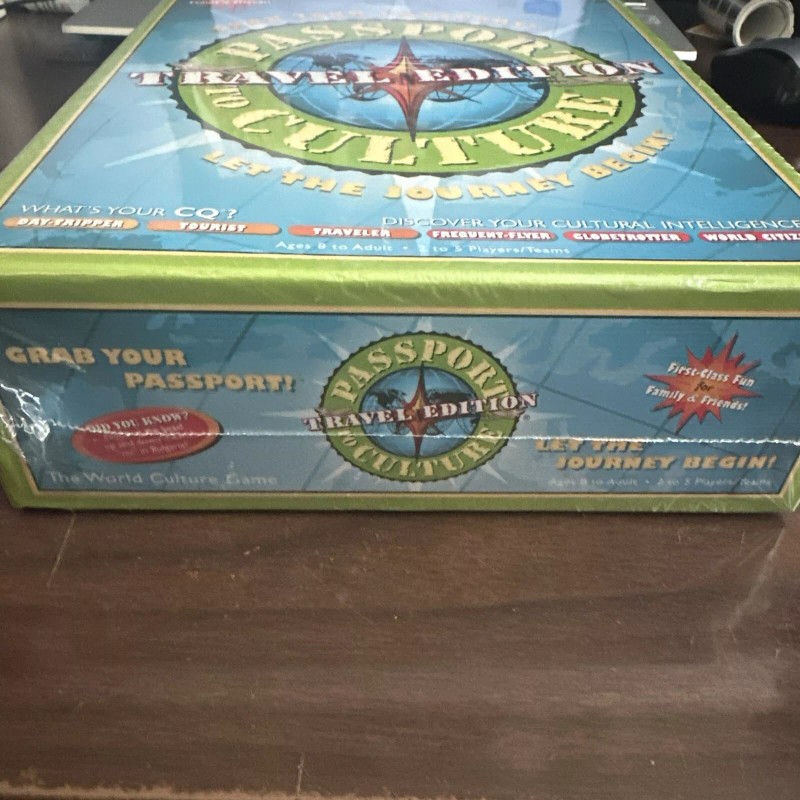 PASSPORT
TRAVEL EDITION
TO CULTURE
LET THE JOURNEY BEGIN!
WHAT'S YOUR CQ?
DISCOVER YOUR CULTURAL INTELLIGENCE
DAY-TRIPPER TOURIST TRAVELER FREQUENT-FLYER GLOBETROTTER WORLD CITIZ
Ages 8 to Adult • 2 to 5 Players/Teams
GRAB YOUR
PASSPORT!
DID YOU KNOW?
The World Culture Game
PASSPORT
TRAVEL EDITION
TO CULTURE
First-Class Fun
for
Family & Friends!
LET THE
JOURNEY BEGIN!
Ages 8 to Adult • 2 to 5 Players/Teams